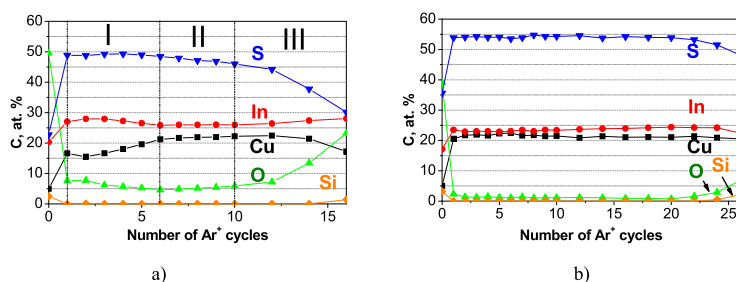 60
50
40
30
20
10
0
C, at. %
I
II
III
S
In
Cu
O
Si
0
5
10
15
Number of Ar⁺ cycles
a)
60
50
40
30
20
10
0
C, at. %
S
In
Cu
Si
O
0
5
10
15
20
25
Number of Ar⁺ cycles
b)